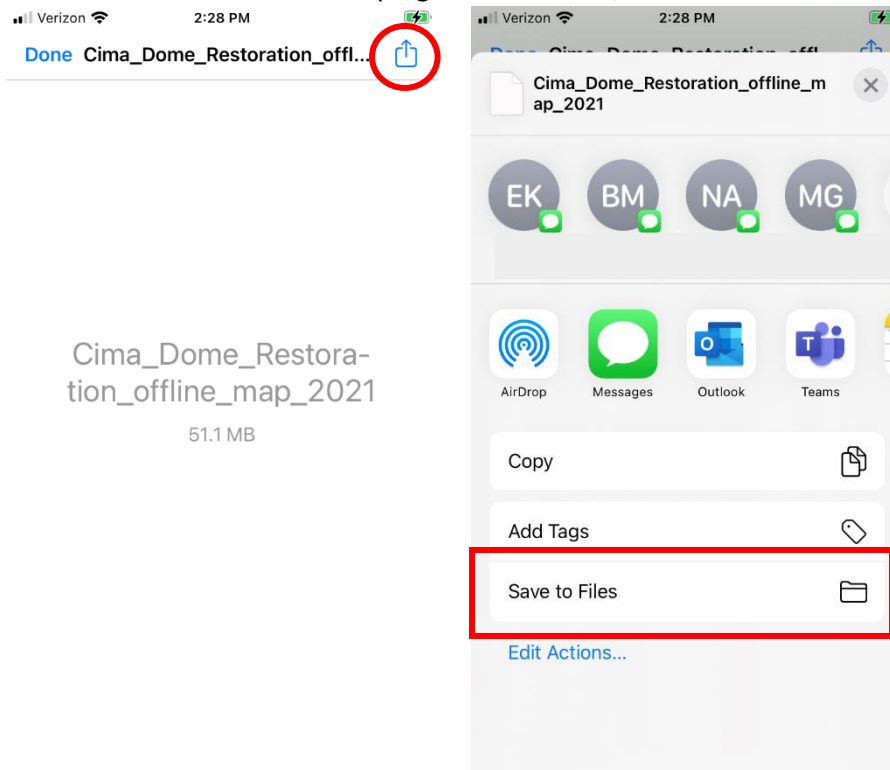 Verizon 2:28 PM
Done Cima_Dome_Restoration_offl...
Cima_Dome_Restora-
tion_offline_map_2021
51.1 MB
Verizon 2:28 PM
Cima_Dome_Restoration_offline_m
ap_2021
EK BM NA MG
AirDrop Messages Outlook Teams
Copy
Add Tags
Save to Files
Edit Actions...